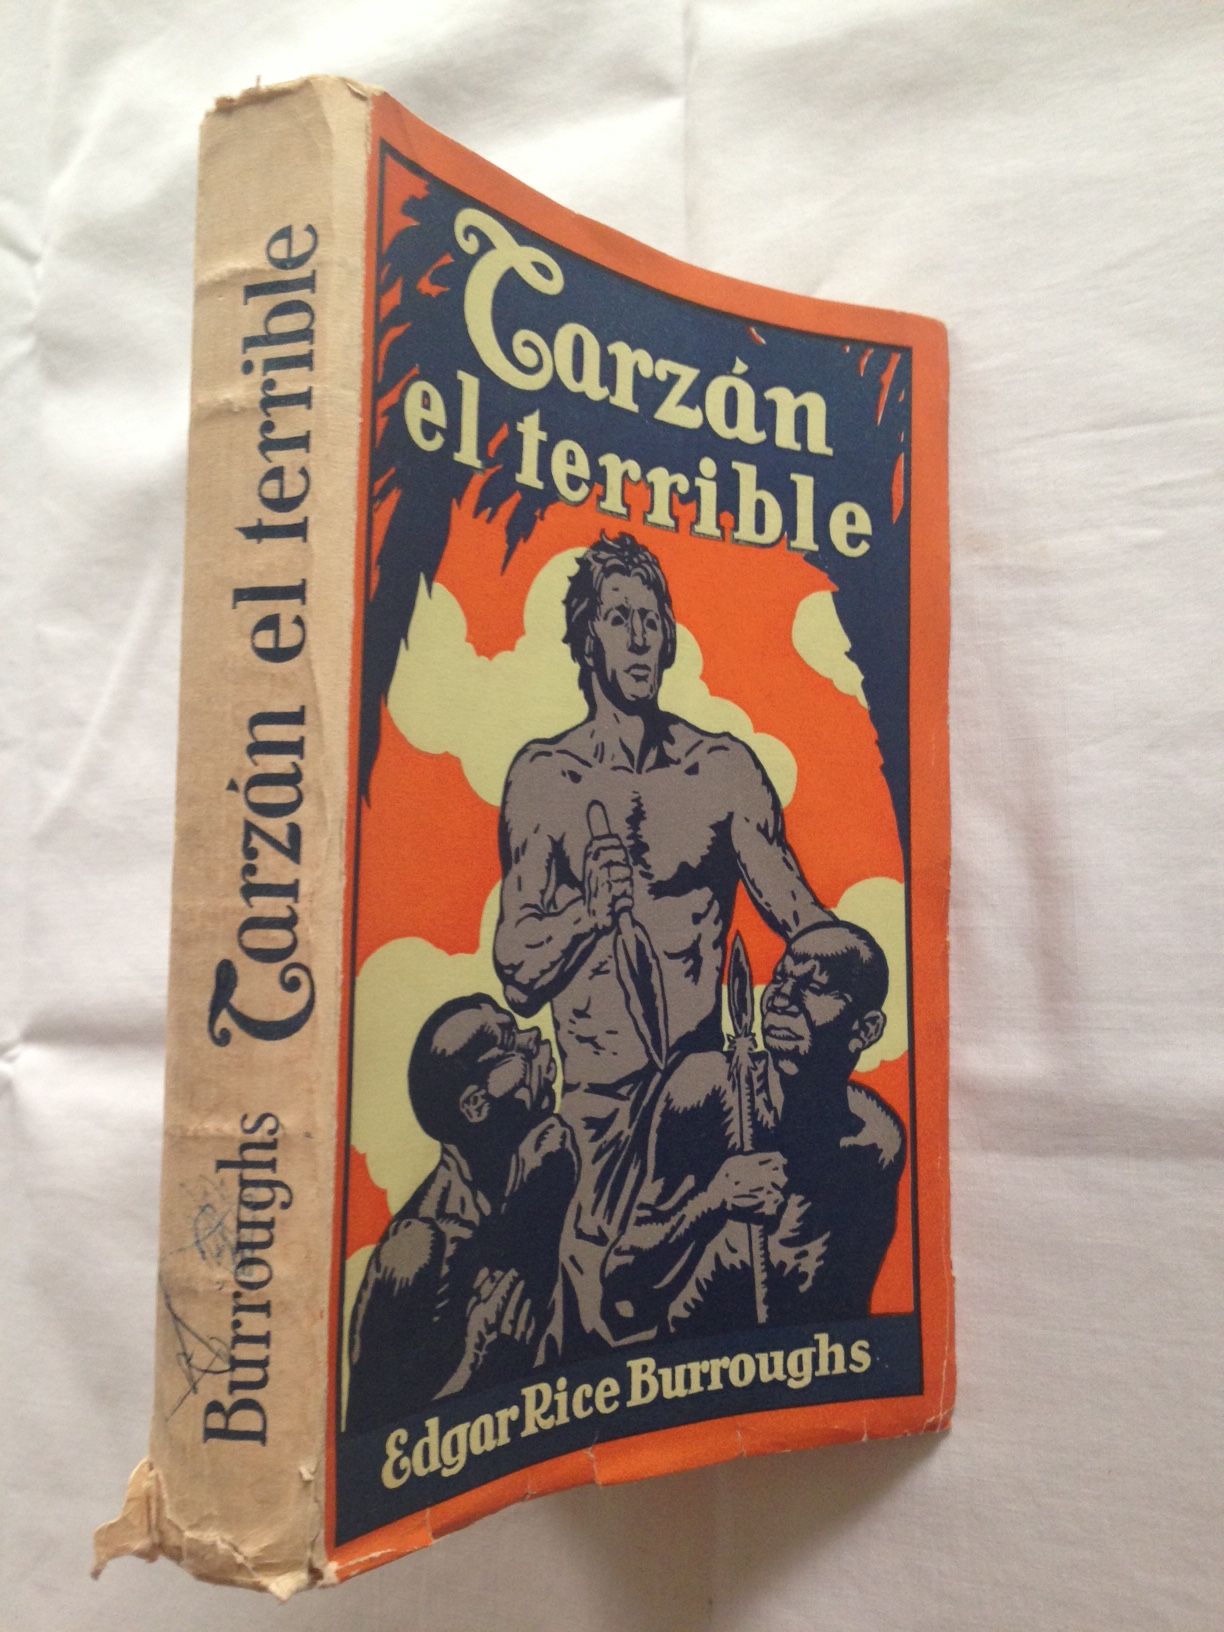 Burroughs Tarzán el terrible
Tarzán
el terrible
Edgar Rice Burroughs